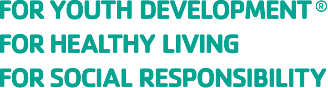 FOR YOUTH DEVELOPMENT®
FOR HEALTHY LIVING
FOR SOCIAL RESPONSIBILITY